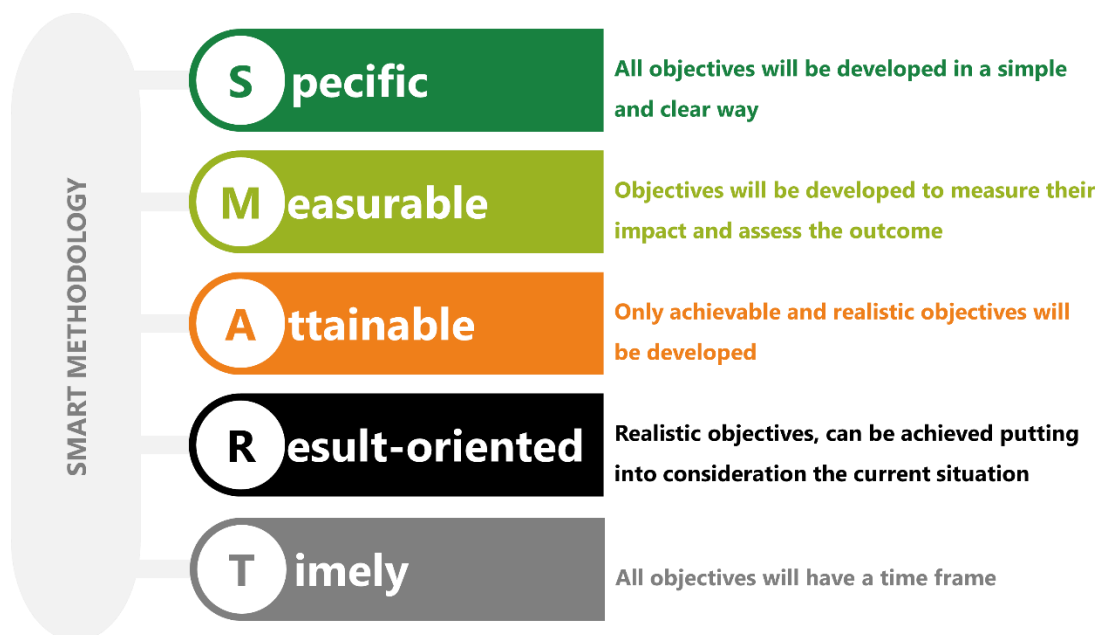 SMART METHODOLOGY
Specific
All objectives will be developed in a simple
and clear way
Measurable
Objectives will be developed to measure their
impact and assess the outcome
Attainable
Only achievable and realistic objectives will
be developed
Result-oriented
Realistic objectives, can be achieved putting
into consideration the current situation
Timely
All objectives will have a time frame